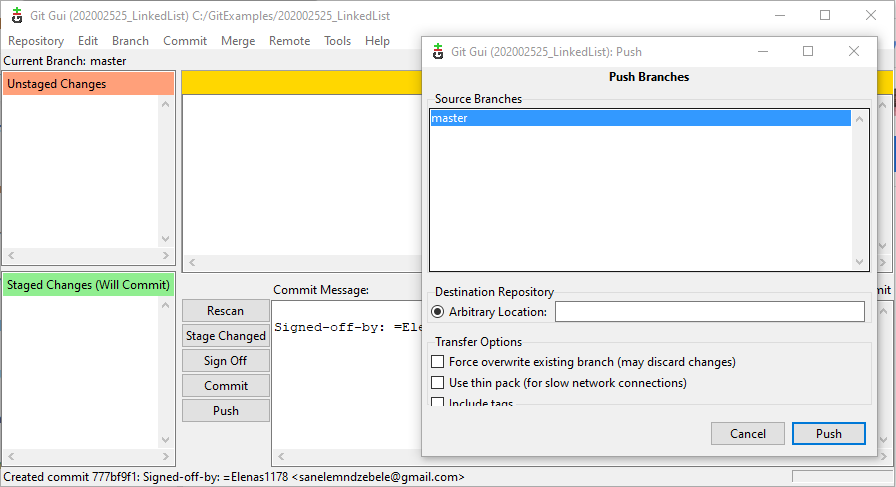 Git Gui (202002525_LinkedList) C:/GitExamples/202002525_LinkedList
Repository Edit Branch Commit Merge Remote Tools Help
Current Branch: master
Unstaged Changes
Staged Changes (Will Commit)
Rescan
Stage Changed
Sign Off
Commit
Push
Commit Message:
Signed-off-by: =Ele
Git Gui (202002525_LinkedList): Push
Push Branches
Source Branches
master
Destination Repository
Arbitrary Location:
Transfer Options
Force overwrite existing branch (may discard changes)
Use thin pack (for slow network connections)
Include tags
Cancel Push
Created commit 777bf9f1: Signed-off-by: =Elenas1178 <sanelemndzebele@gmail.com>